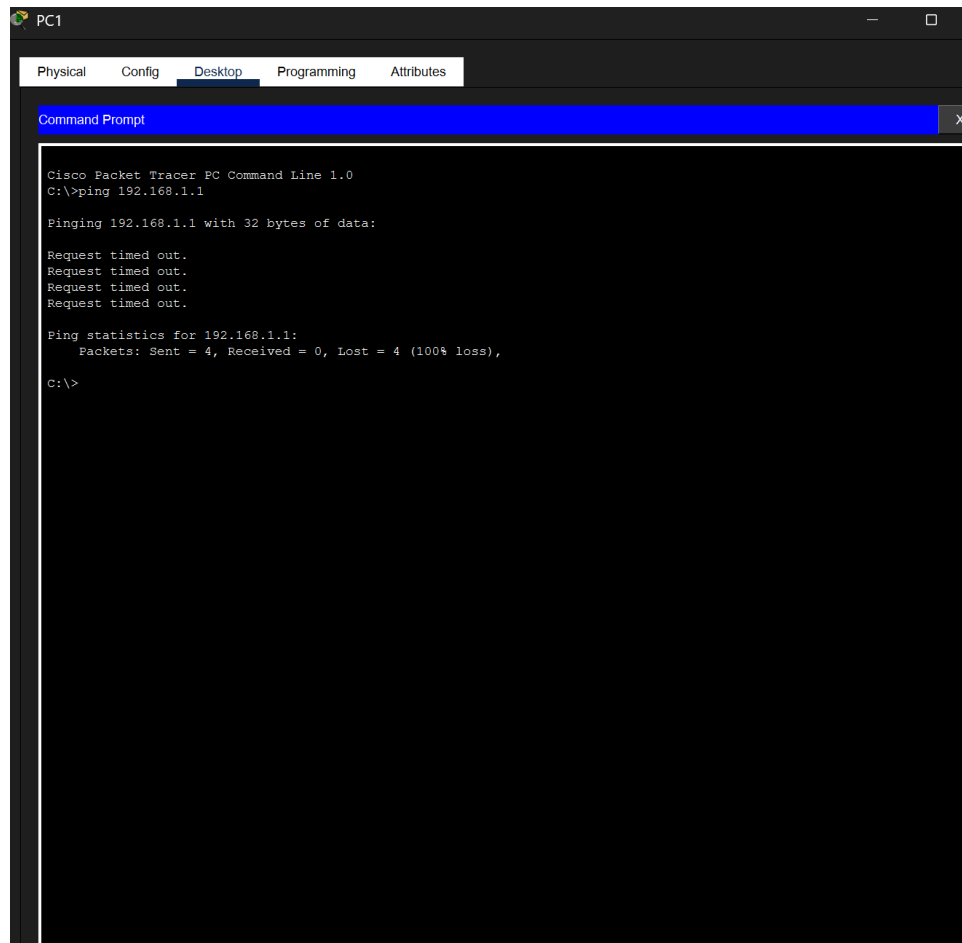 PC1
Physical Config Desktop Programming Attributes
Command Prompt
X
Cisco Packet Tracer PC Command Line 1.0
C:\>ping 192.168.1.1
Pinging 192.168.1.1 with 32 bytes of data:
Request timed out.
Request timed out.
Request timed out.
Request timed out.
Ping statistics for 192.168.1.1:
Packets: Sent = 4, Received = 0, Lost = 4 (100% loss),
C:\>